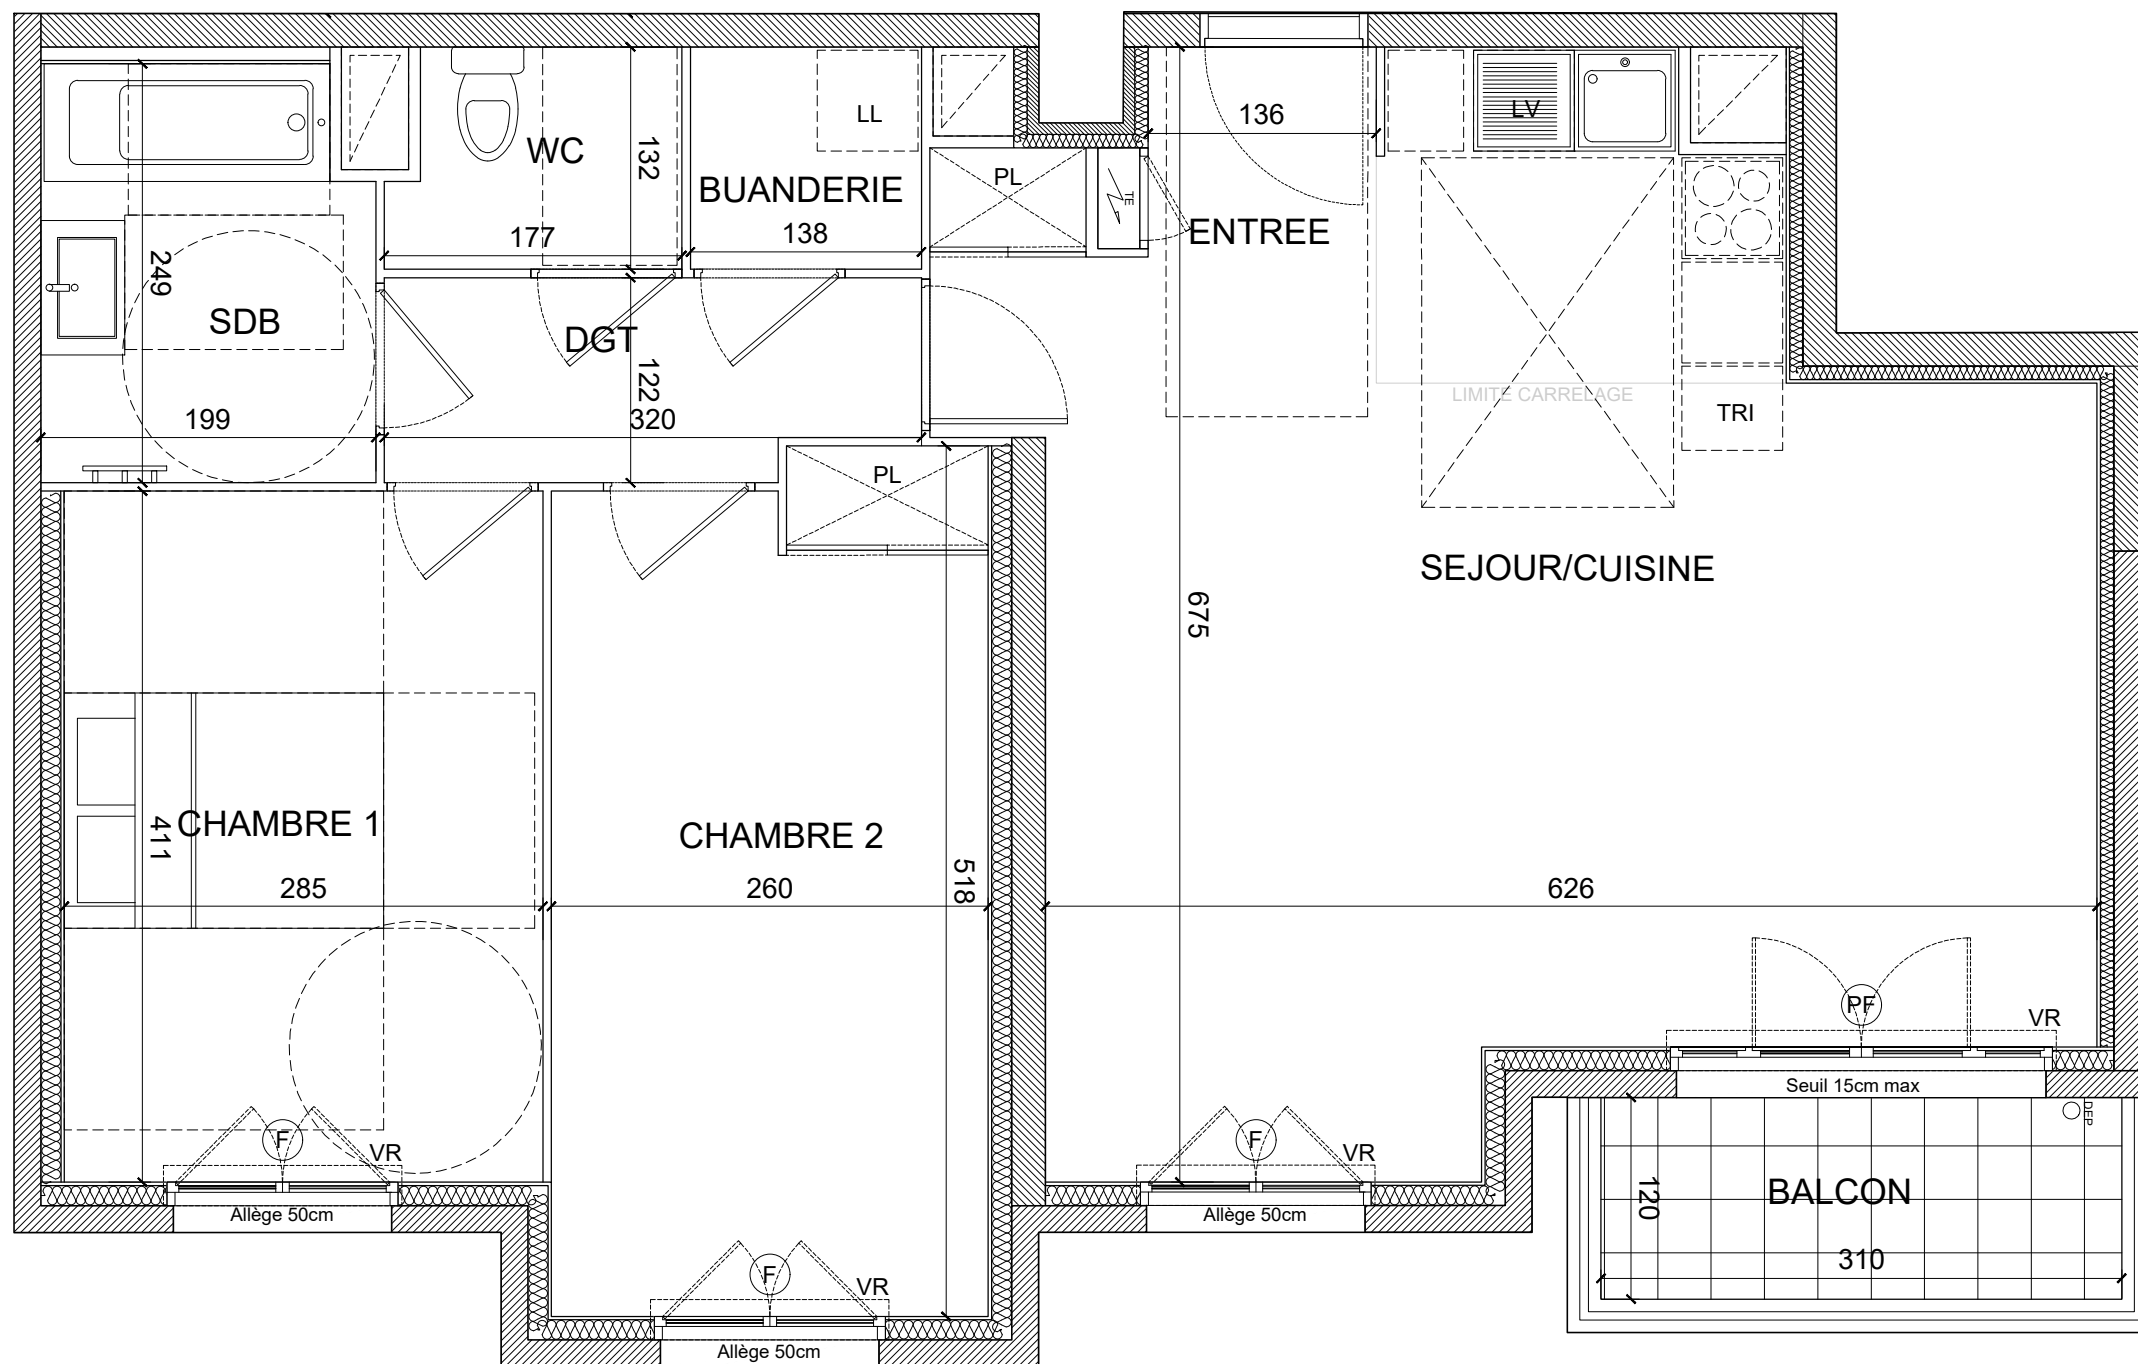 LL
LV
136
WC
132
BUANDERIE
PL
TE
177
138
ENTREE
249
SDB
DGT
122
LIMITE CARRELAGE
TRI
199
320
PL
SEJOUR/CUISINE
675
CHAMBRE 1
411
CHAMBRE 2
518
285
260
626
PF
VR
Seuil 15cm max
DEP
F
VR
F
VR
Allège 50cm
Allège 50cm
BALCON
120
310
F
VR
Allège 50cm